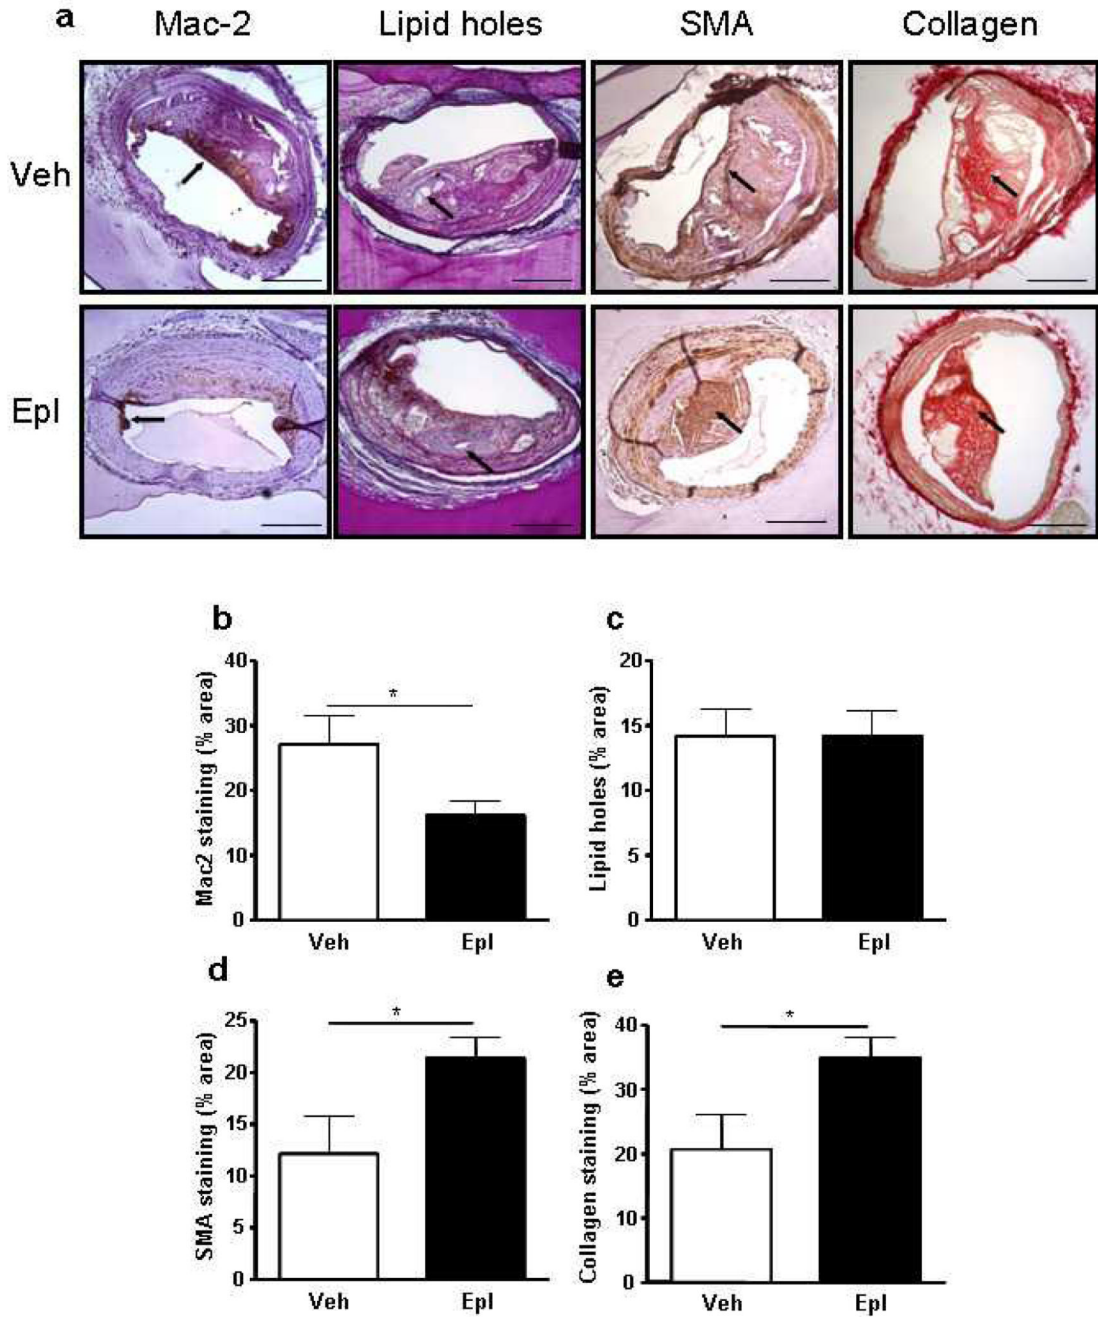 a Mac-2 Lipid holes SMA Collagen
Veh
Epl
b
Mac2 staining (% area)
40
30
20
10
0
*
Veh Epl
c
Lipid holes (% area)
20
15
10
5
0
Veh Epl
d
SMA staining (% area)
25
20
15
10
5
0
*
Veh Epl
e
Collagen staining (% area)
40
30
20
10
0
*
Veh Epl